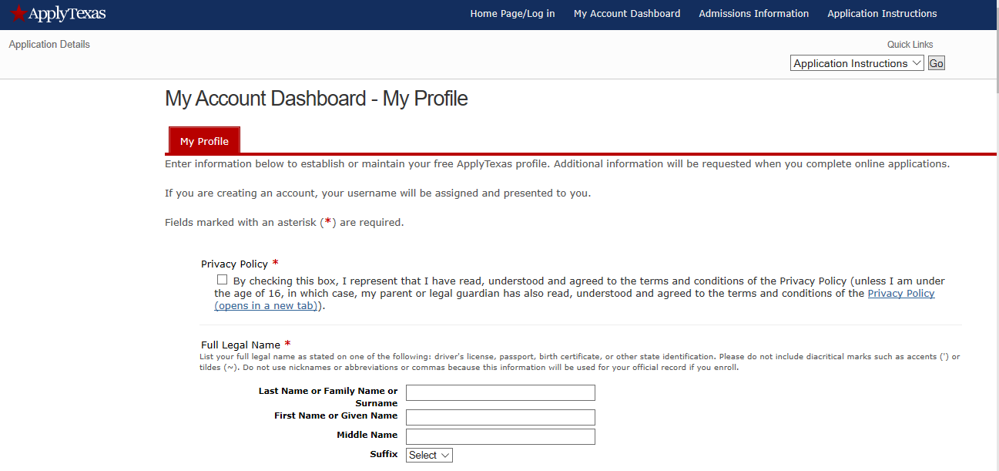 ApplyTexas
Home Page/Log in My Account Dashboard Admissions Information Application Instructions
Application Details
Quick Links
Application Instructions Go
My Account Dashboard - My Profile
My Profile
Enter information below to establish or maintain your free ApplyTexas profile. Additional information will be requested when you complete online applications.
If you are creating an account, your username will be assigned and presented to you.
Fields marked with an asterisk (*) are required.
Privacy Policy *
By checking this box, I represent that I have read, understood and agreed to the terms and conditions of the Privacy Policy (unless I am under
the age of 16, in which case, my parent or legal guardian has also read, understood and agreed to the terms and conditions of the Privacy Policy
(opens in a new tab)).
Full Legal Name *
List your full legal name as stated on one of the following: driver's license, passport, birth certificate, or other state identification. Please do not include diacritical marks such as accents (') or
tildes (~). Do not use nicknames or abbreviations or commas because this information will be used for your official record if you enroll.
Last Name or Family Name or
Surname
First Name or Given Name
Middle Name
Suffix Select